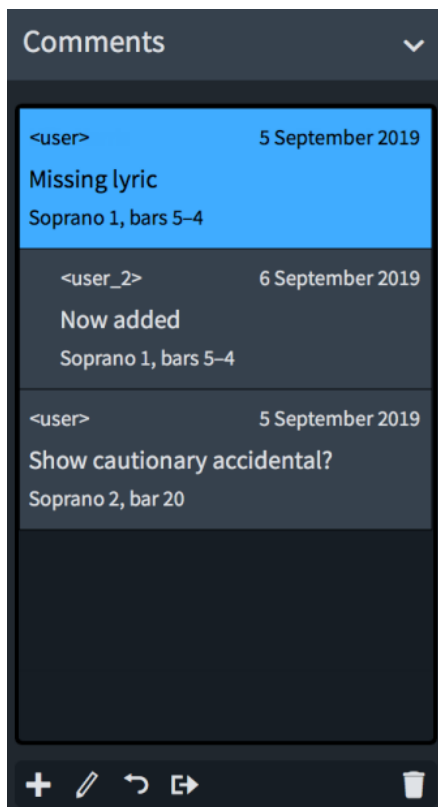 Comments
<user> 5 September 2019
Missing lyric
Soprano 1, bars 5–4
<user_2> 6 September 2019
Now added
Soprano 1, bars 5–4
<user> 5 September 2019
Show cautionary accidental?
Soprano 2, bar 20